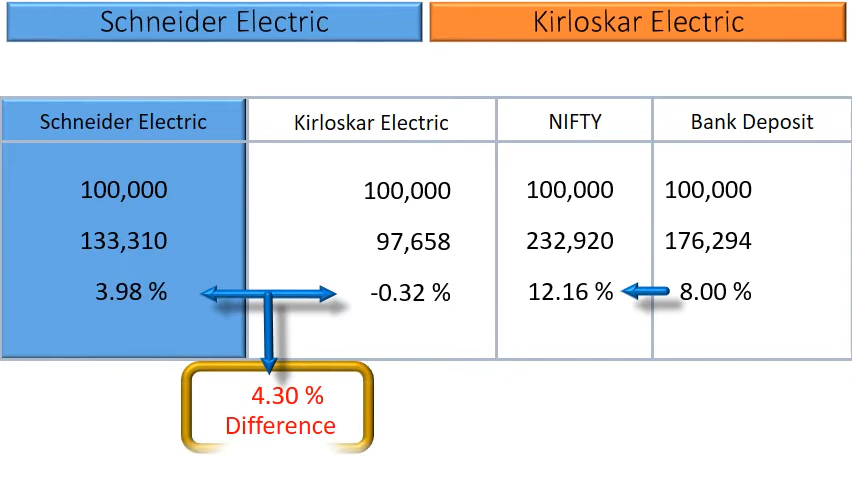 Schneider Electric Kirloskar Electric
Schneider Electric Kirloskar Electric NIFTY Bank Deposit
100,000 100,000 100,000 100,000
133,310 97,658 232,920 176,294
3.98 % -0.32 % 12.16 % 8.00 %
4.30 %
Difference